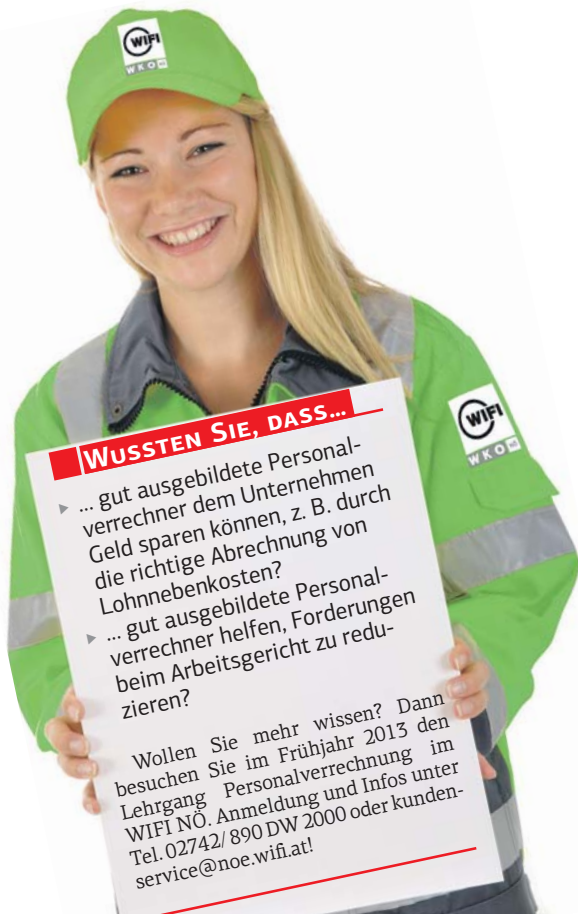 WIFI
WKO NÖ
WIFI
WKO NÖ
WUSSTEN SIE, DASS...
... gut ausgebildete Personal-
verrechner dem Unternehmen
Geld sparen können, z. B. durch
die richtige Abrechnung von
Lohnnebenkosten?
... gut ausgebildete Personal-
verrechner helfen, Forderungen
beim Arbeitsgericht zu redu-
zieren?
Wollen Sie mehr wissen? Dann
besuchen Sie im Frühjahr 2013 den
Lehrgang Personalverrechnung im
WIFI NÖ. Anmeldung und Infos unter
Tel. 02742/ 890 DW 2000 oder kunden-
service@noe.wifi.at!